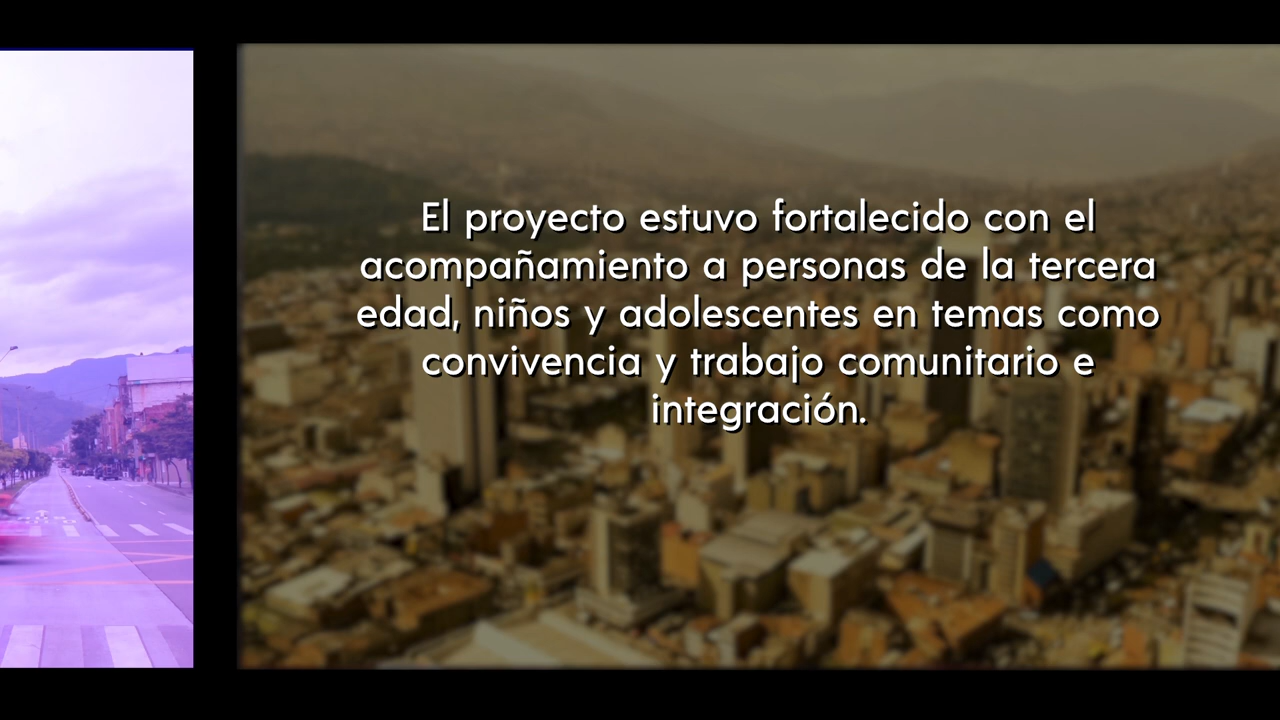 El proyecto estuvo fortalecido con el
acompañamiento a personas de la tercera
edad, niños y adolescentes en temas como
convivencia y trabajo comunitario e
integración.